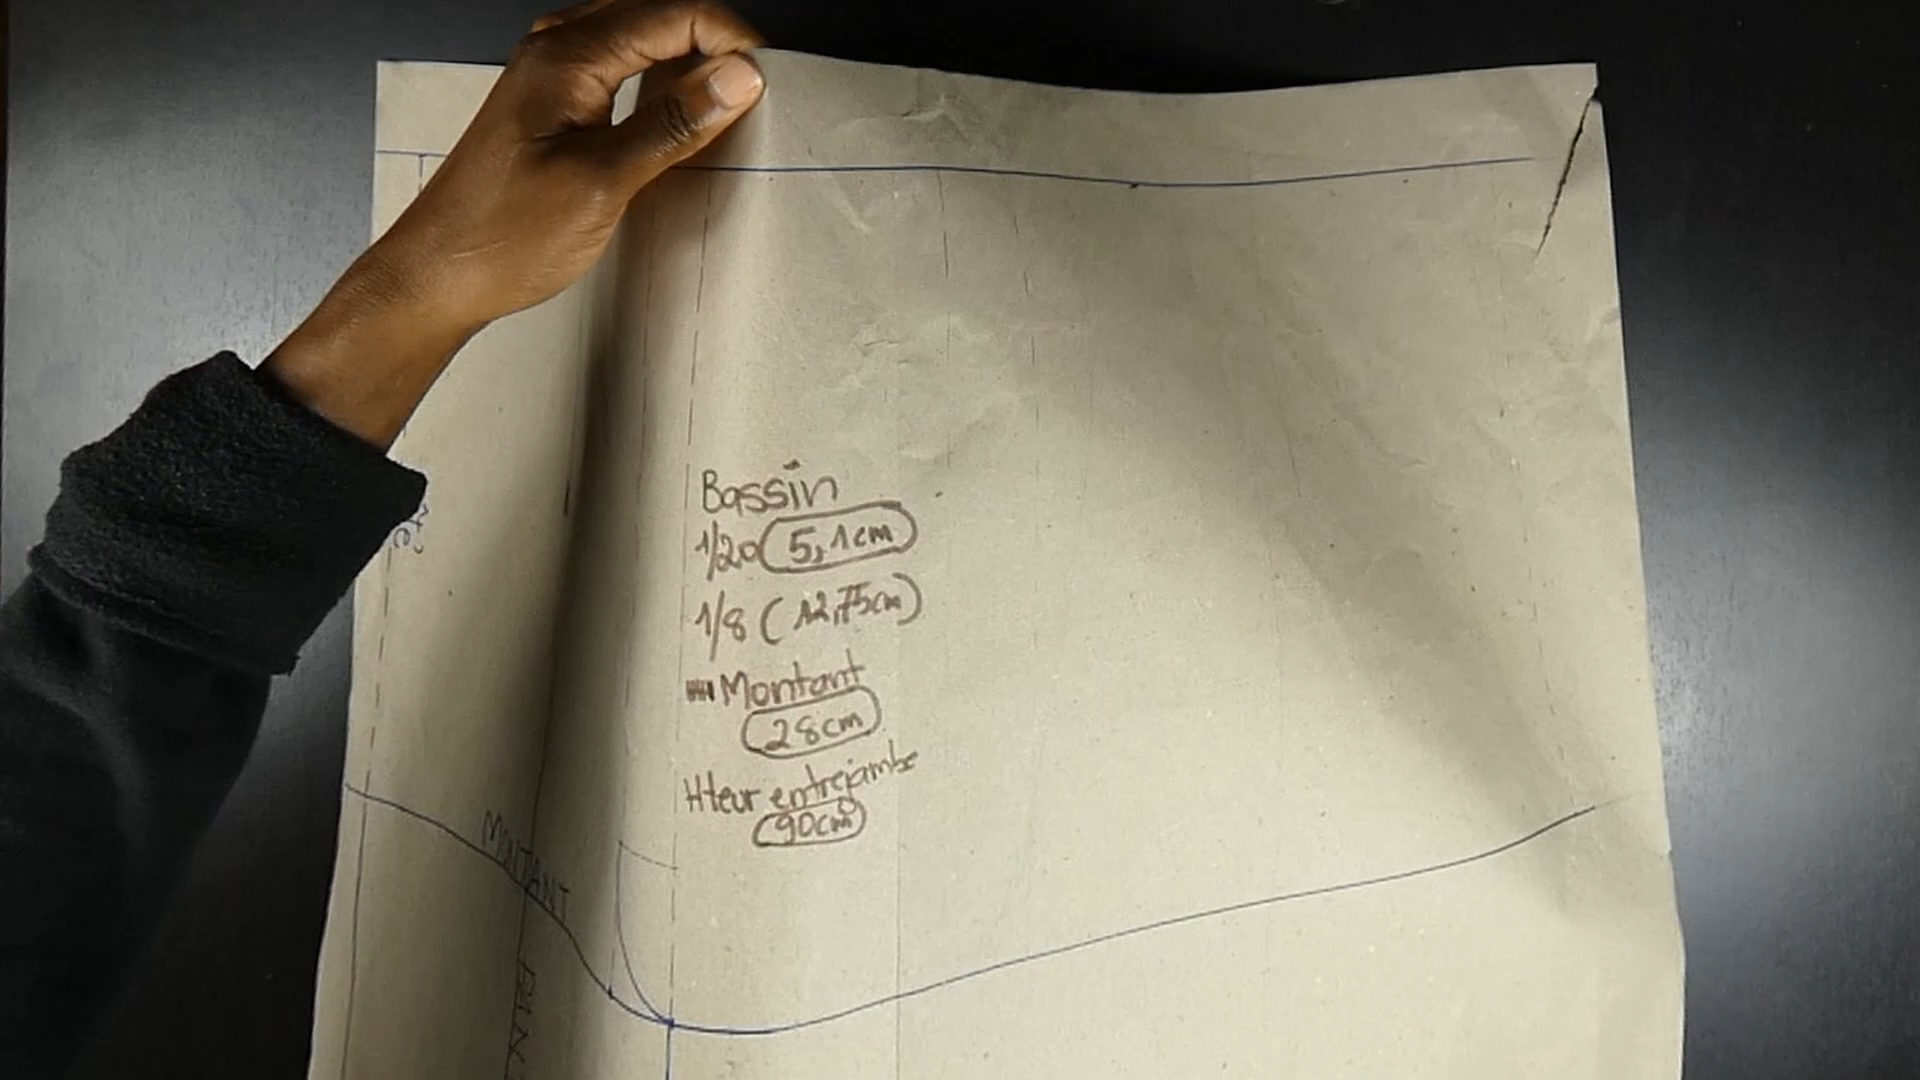 Bassin
1/20 (5,1cm)
1/8 (12,75cm)
Montant
28cm
Hteur entrejambe
90cm
MONTANT